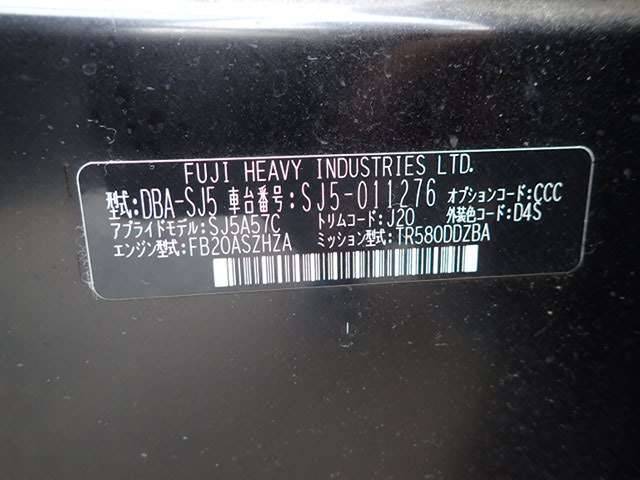 FUJI HEAVY INDUSTRIES LTD.
型式:DBA-SJ5 車台番号:SJ5-011276 オプションコード:CCC
アプライドモデル:SJ5A57C トリムコード:J20 外装色コード:D4S
エンジン型式:FB20ASZHZA ミッション型式:TR580DDZBA